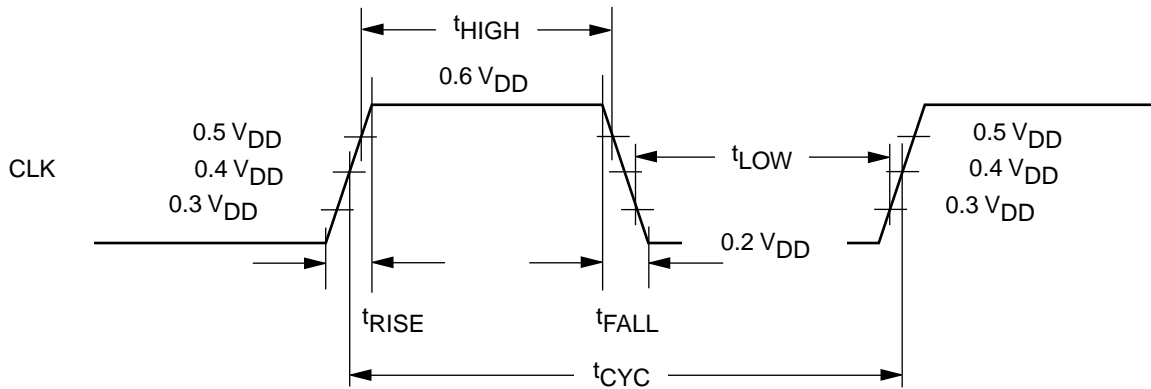 tHIGH
0.6 VDD
0.5 VDD
0.5 VDD
CLK
0.4 VDD
tLOW
0.4 VDD
0.3 VDD
0.3 VDD
0.2 VDD
tRISE
tFALL
tCYC